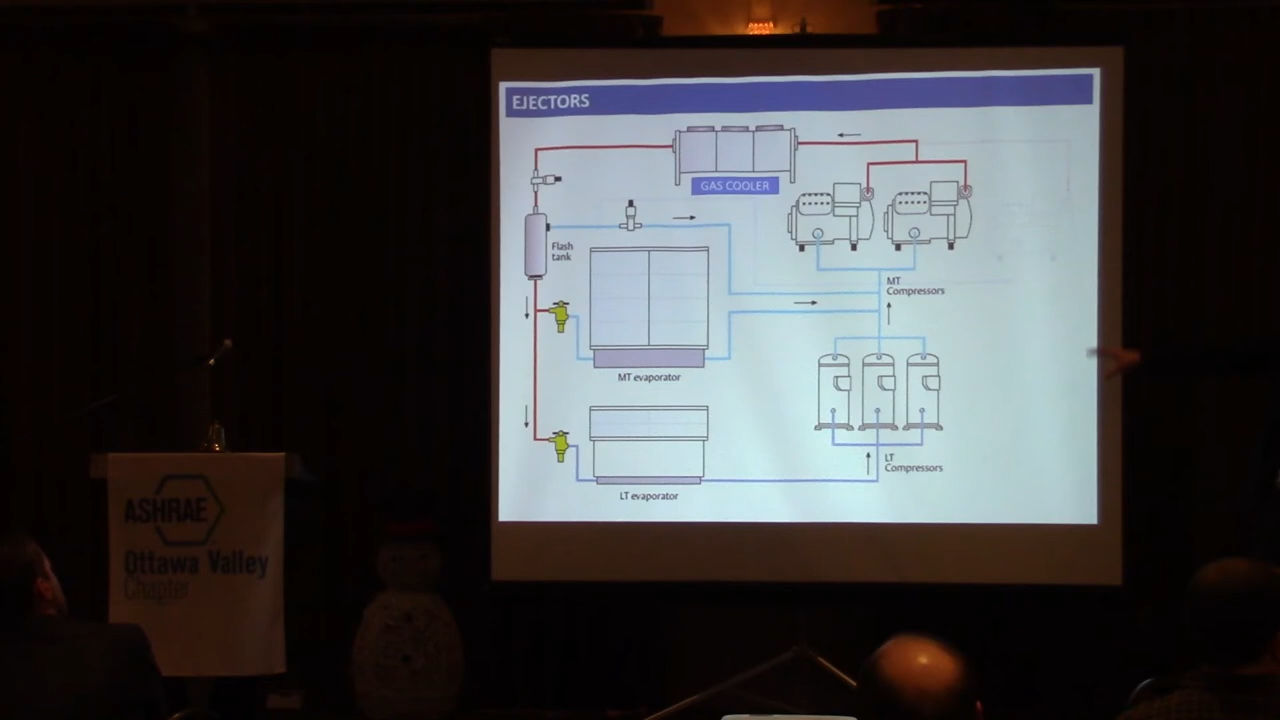 EJECTORS
GAS COOLER
Flash
tank
MT
Compressors
MT evaporator
LT
Compressors
LT evaporator
ASHRAE
Ottawa Valley
Chapter